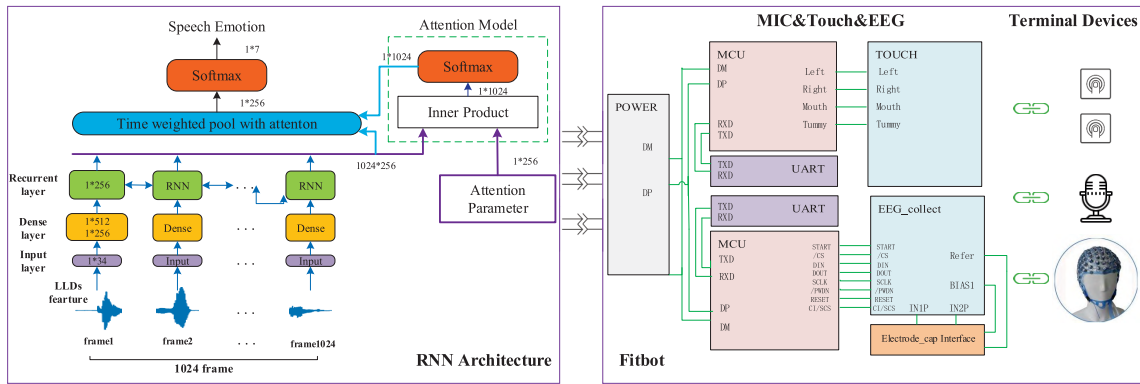 Speech Emotion
1*7
Softmax
1*256
Time weighted pool with attenton
Attention Model
1*1024
Softmax
1*1024
Inner Product
1024*256
1*256
Attention
Parameter
Recurrent
layer
1*256
RNN
. . .
RNN
Dense
layer
1*512
1*256
Dense
. . .
Dense
Input
layer
1*34
Input
. . .
Input
LLDs
fearture
. . .
frame1
frame2
. . .
frame1024
1024 frame
RNN Architecture
MIC&Touch&EEG
Terminal Devices
POWER
DM
DP
MCU
DM
DP
Left
Right
Mouth
Tummy
RXD
TXD
TOUCH
Left
Right
Mouth
Tummy
TXD
RXD
UART
TXD
RXD
UART
MCU
TXD
RXD
DP
DM
START
/CS
DIN
DOUT
SCLK
/PWDN
RESET
CI/SCS
EEG_collect
START
/CS
DIN
DOUT
SCLK
/PWDN
RESET
CI/SCS
Refer
BIAS1
IN1P
IN2P
Electrode_cap Interface
Fitbot